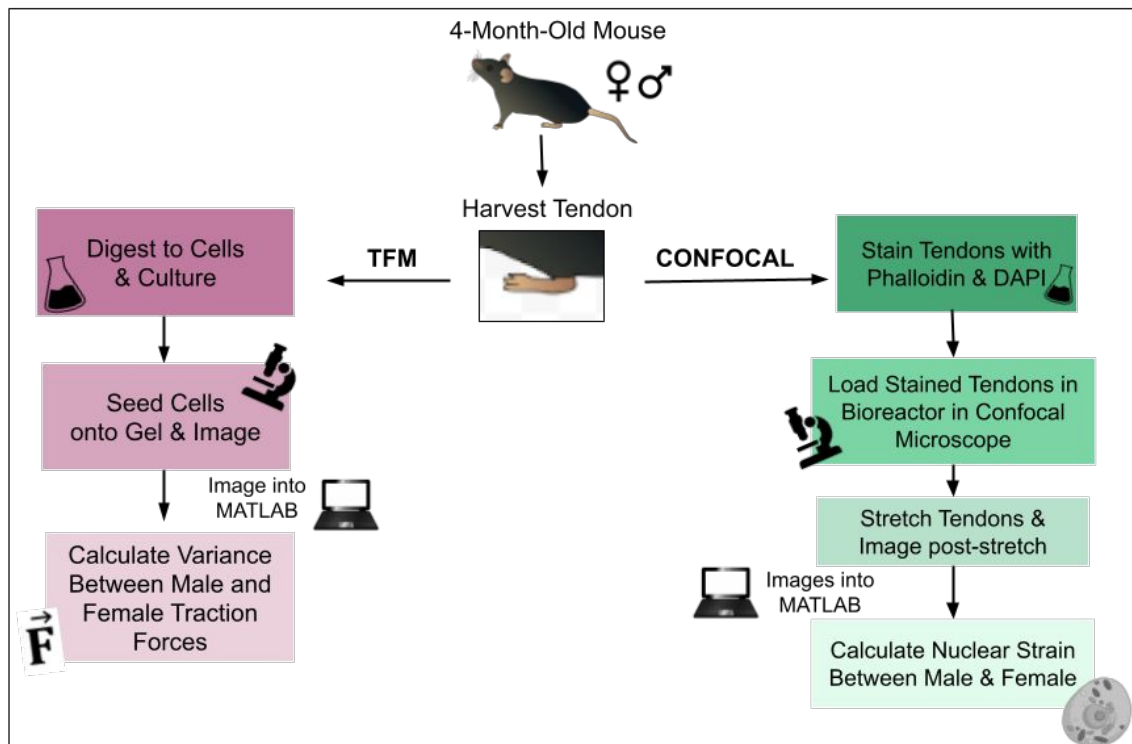 4-Month-Old Mouse
♀♂
Harvest Tendon
TFM
CONFOCAL
Digest to Cells
& Culture
Seed Cells
onto Gel & Image
Image into
MATLAB
Calculate Variance
Between Male and
Female Traction
Forces
F
Stain Tendons with
Phalloidin & DAPI
Load Stained Tendons in
Bioreactor in Confocal
Microscope
Stretch Tendons &
Image post-stretch
Images into
MATLAB
Calculate Nuclear Strain
Between Male & Female